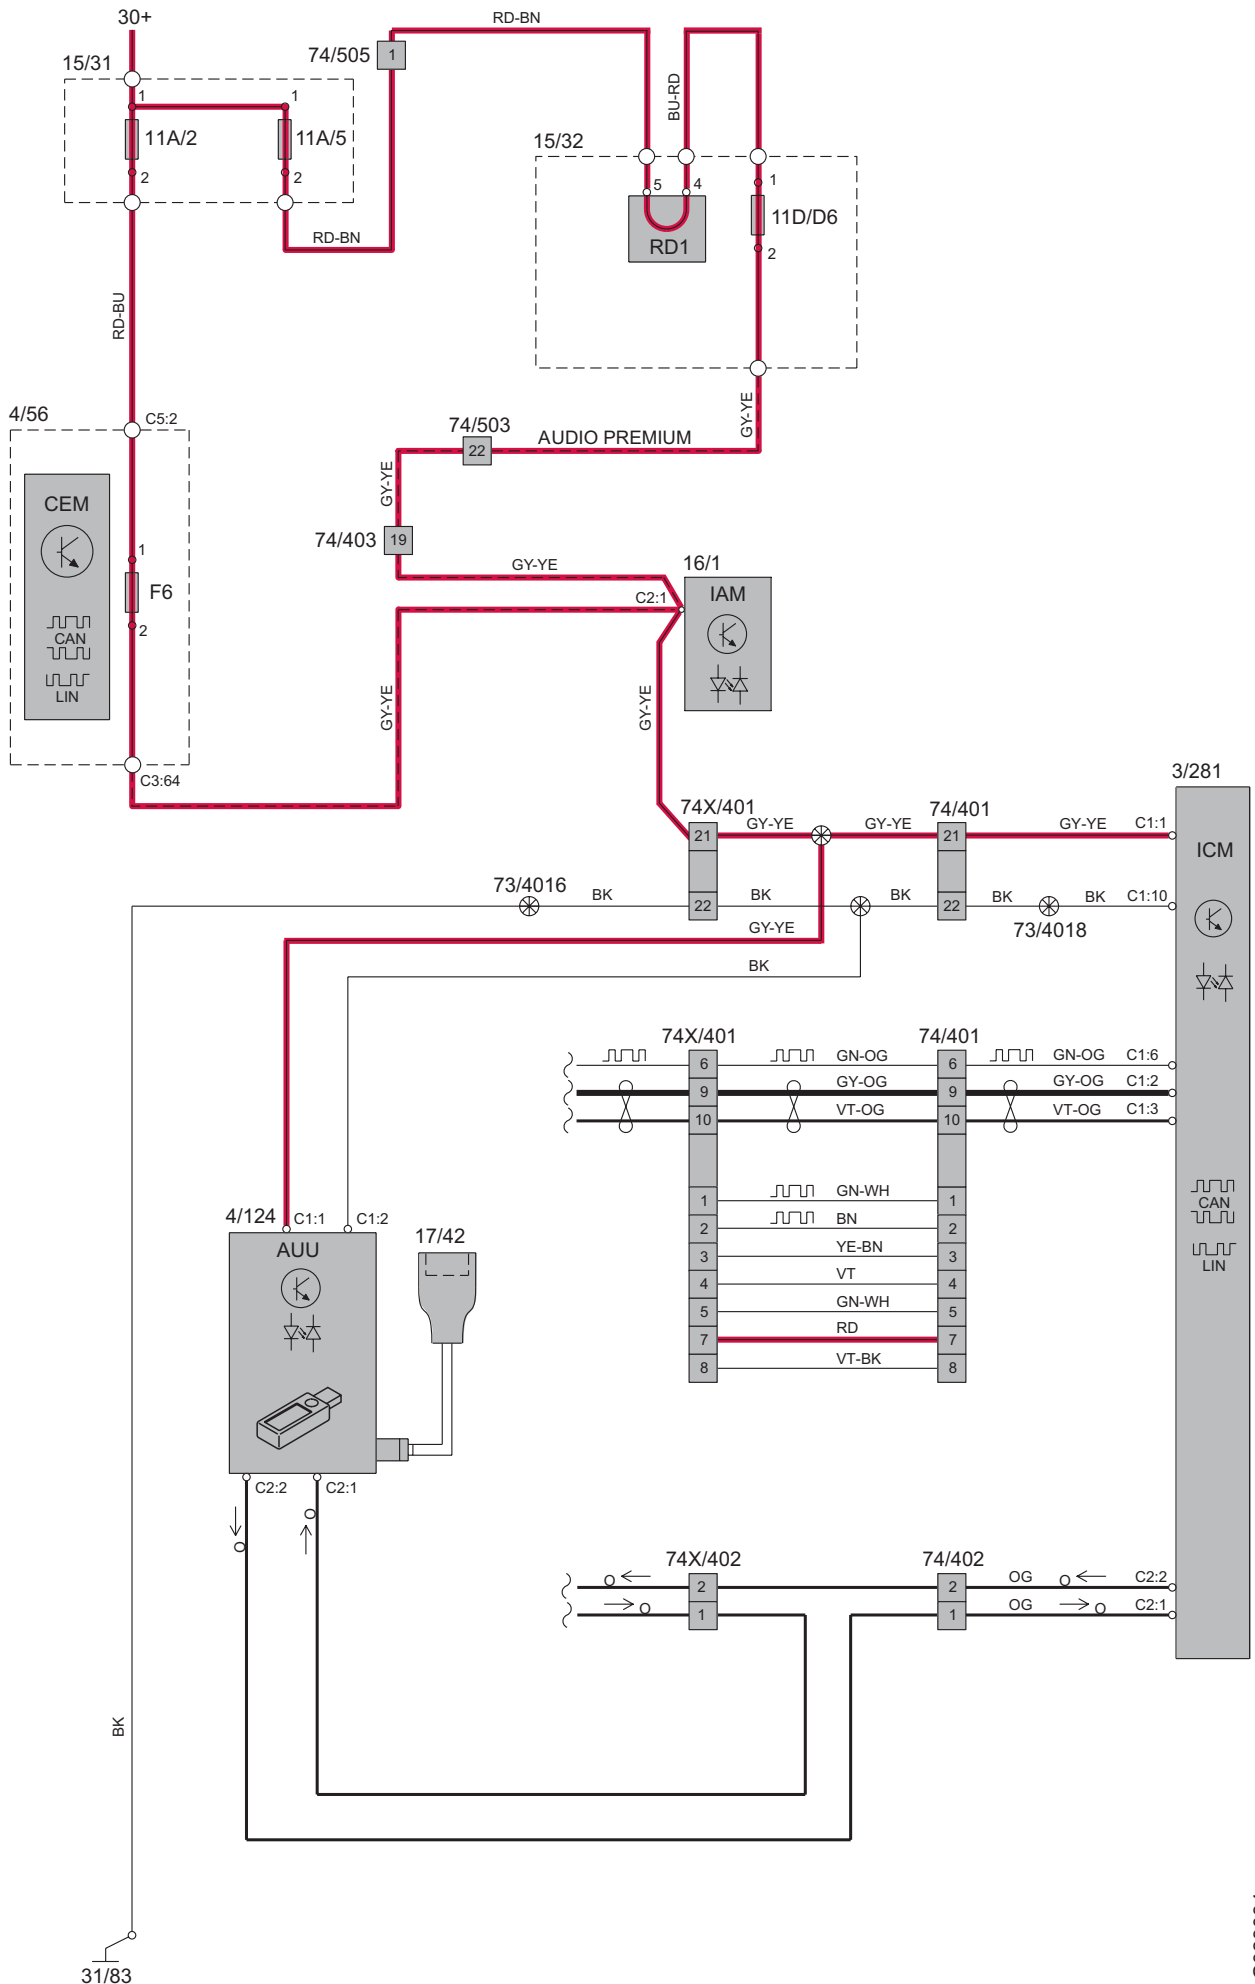 30+
RD-BN
15/31
74/505
1
1
1
11A/2
11A/5
2
2
BU-RD
15/32
5
4
1
RD1
11D/D6
2
RD-BN
RD-BU
4/56
C5:2
74/503
22
AUDIO PREMIUM
GY-YE
GY-YE
CEM
1
F6
2
CAN
LIN
C3:64
74/403
19
GY-YE
16/1
C2:1
IAM
GY-YE
GY-YE
3/281
74X/401
74/401
21
GY-YE
GY-YE
21
GY-YE
C1:1
ICM
73/4016
BK
22
BK
BK
22
BK
BK
C1:10
73/4018
GY-YE
BK
74X/401
74/401
6
GN-OG
6
GN-OG
C1:6
9
GY-OG
9
GY-OG
C1:2
10
VT-OG
10
VT-OG
C1:3
1
GN-WH
1
2
BN
2
3
YE-BN
3
4
VT
4
5
GN-WH
5
7
RD
7
8
VT-BK
8
CAN
LIN
4/124
C1:1
C1:2
AUU
17/42
C2:2
C2:1
74X/402
74/402
2
2
OG
C2:2
1
1
OG
C2:1
BK
31/83